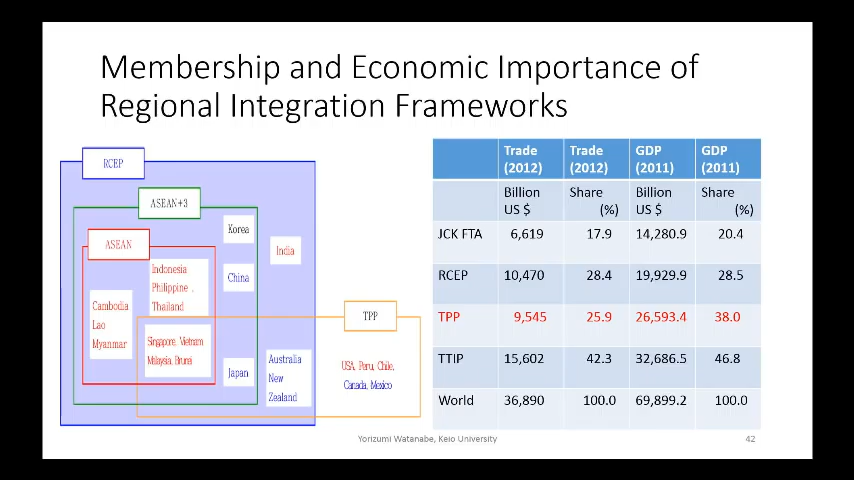 Membership and Economic Importance of
Regional Integration Frameworks
RCEP
ASEAN+3
Korea
ASEAN
India
Indonesia
Philippine .
Thailand
China
Cambodia
Lao
Myanmar
TPP
Singapore, Vietnam
Malaysia, Brunei
Japan
Australia
New
Zealand
USA, Peru, Chile,
Canada, Mexico
Trade (2012) Trade (2012) GDP (2011) GDP (2011)
Billion US $ Share (%) Billion US $ Share (%)
JCK FTA 6,619 17.9 14,280.9 20.4
RCEP 10,470 28.4 19,929.9 28.5
TPP 9,545 25.9 26,593.4 38.0
TTIP 15,602 42.3 32,686.5 46.8
World 36,890 100.0 69,899.2 100.0
Yorizumi Watanabe, Keio University
42